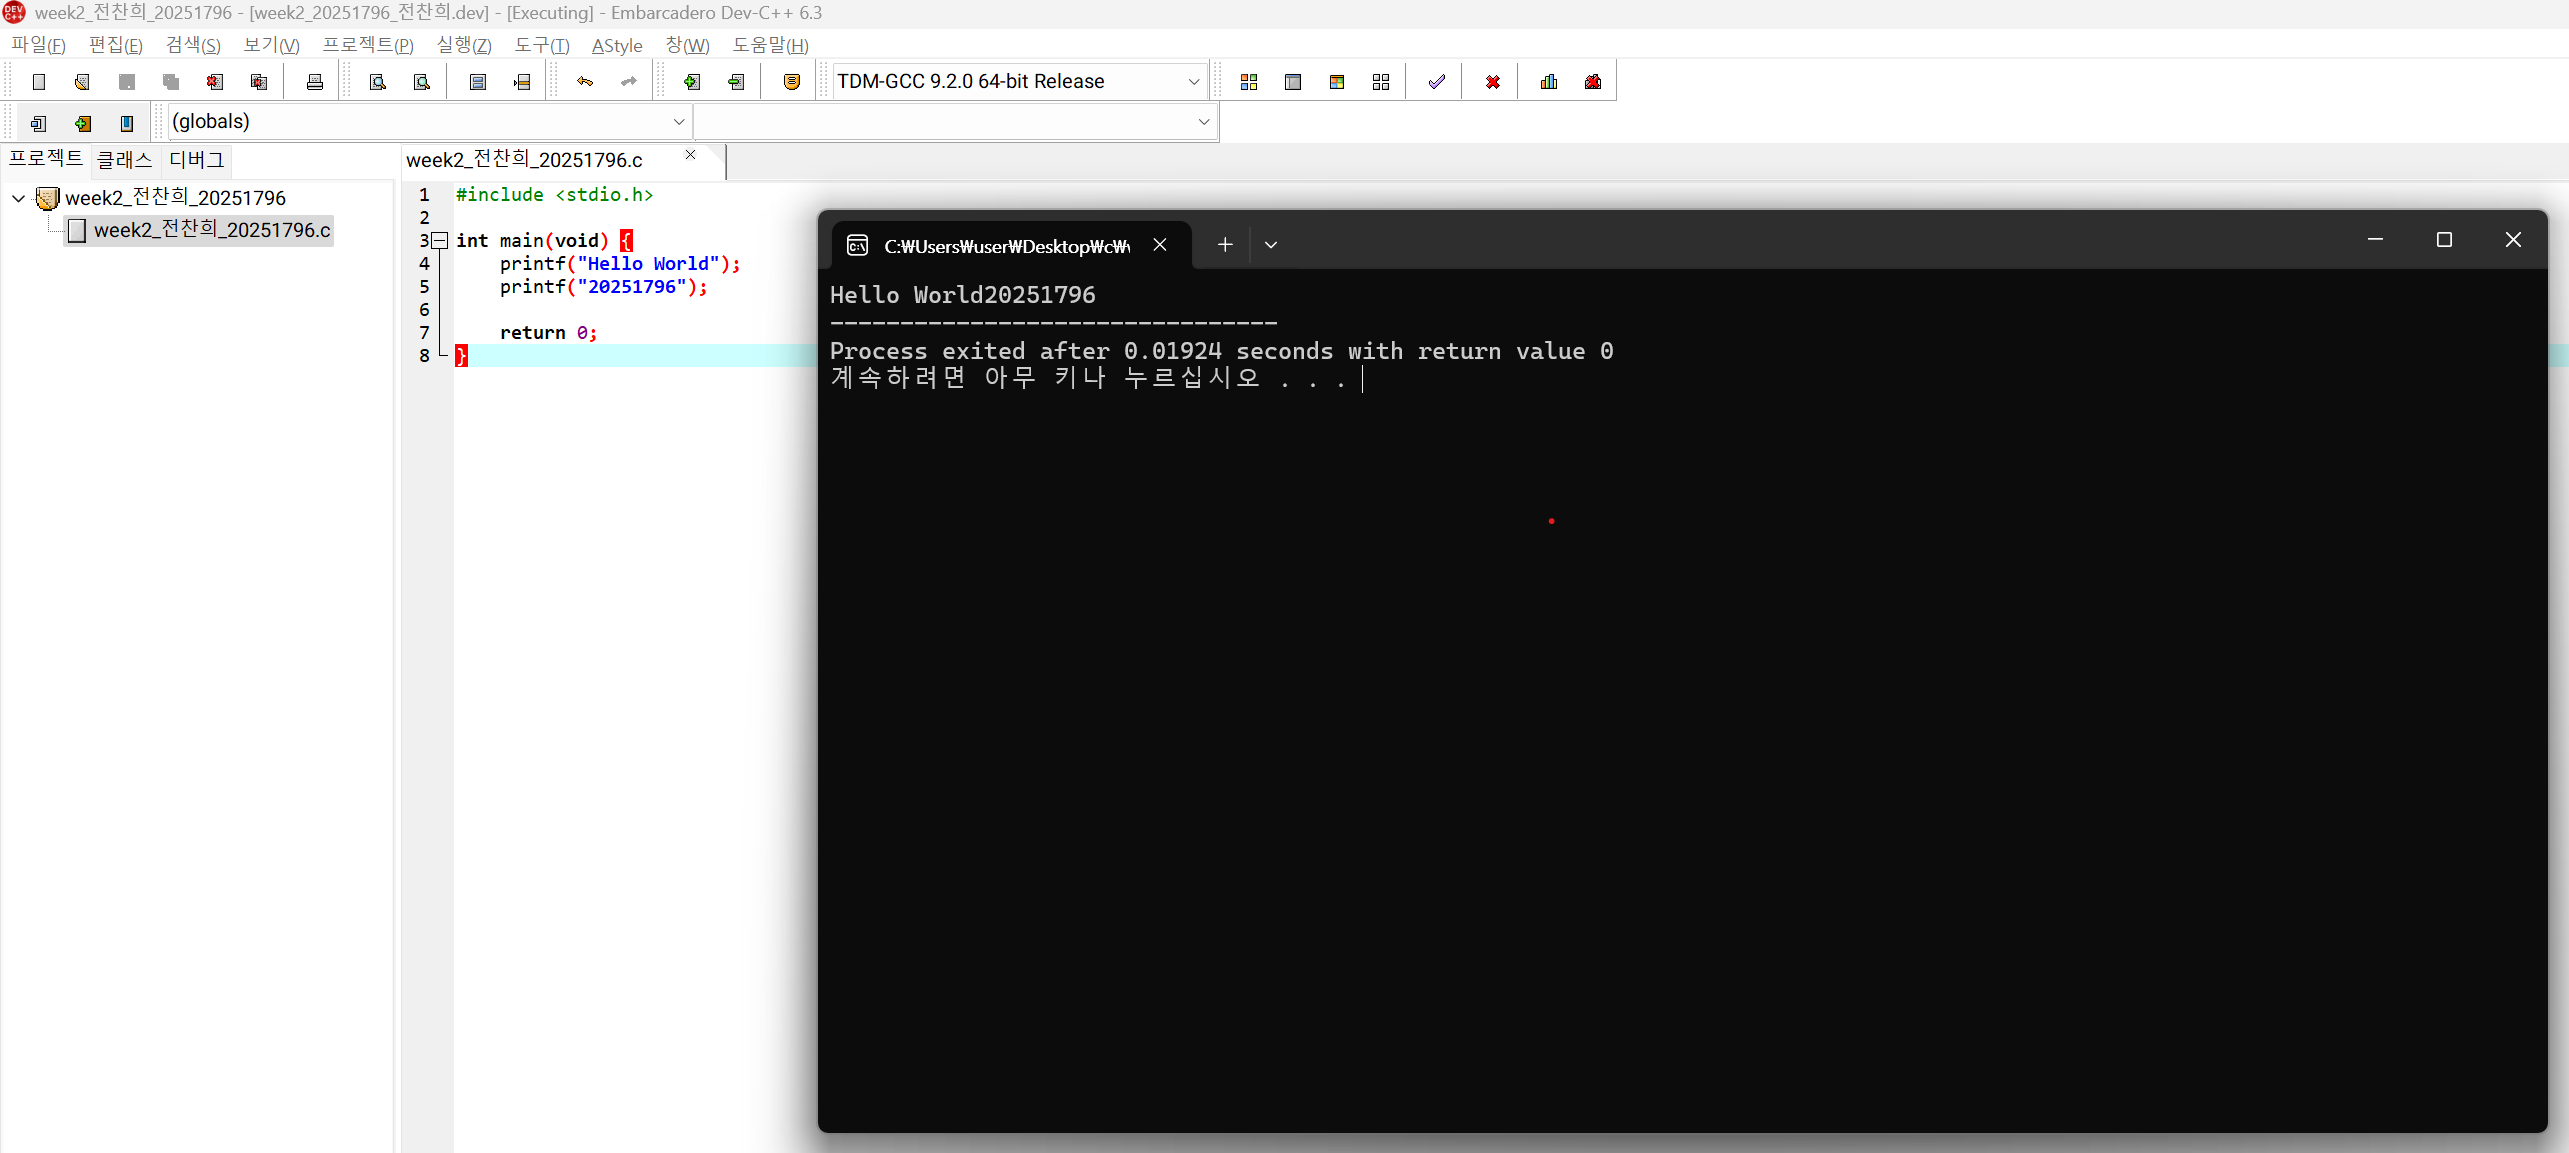 week2_전찬희_20251796 - [week2_20251796_전찬희.dev] - [Executing] - Embarcadero Dev-C++ 6.3
파일(F) 편집(E) 검색(S) 보기(V) 프로젝트(P) 실행(Z) 도구(T) AStyle 창(W) 도움말(H)
TDM-GCC 9.2.0 64-bit Release
(globals)
프로젝트 클래스 디버그
week2_전찬희_20251796
week2_전찬희_20251796.c
week2_전찬희_20251796.c
1 #include <stdio.h>
2
3 int main(void) {
4 printf("Hello World");
5 printf("20251796");
6
7 return 0;
8 }
C:₩Users₩user₩Desktop₩c₩
Hello World20251796
--------------------------------
Process exited after 0.01924 seconds with return value 0
계속하려면 아무 키나 누르십시오 . . .